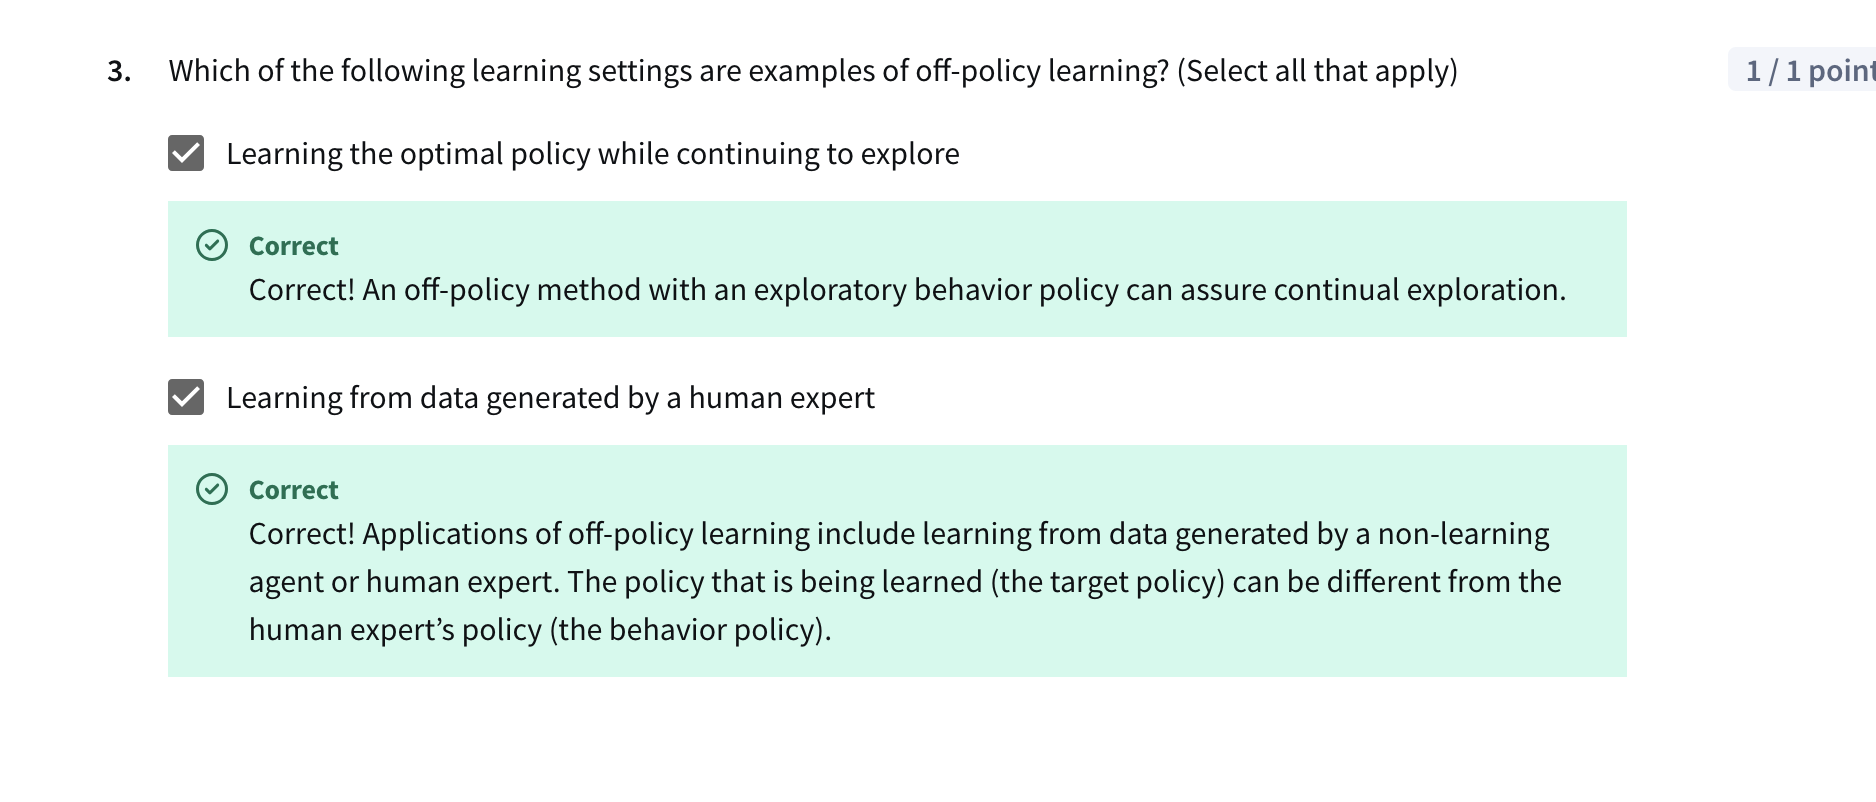 3. Which of the following learning settings are examples of off-policy learning? (Select all that apply)
1 / 1 point
Learning the optimal policy while continuing to explore
Correct
Correct! An off-policy method with an exploratory behavior policy can assure continual exploration.
Learning from data generated by a human expert
Correct
Correct! Applications of off-policy learning include learning from data generated by a non-learning
agent or human expert. The policy that is being learned (the target policy) can be different from the
human expert’s policy (the behavior policy).